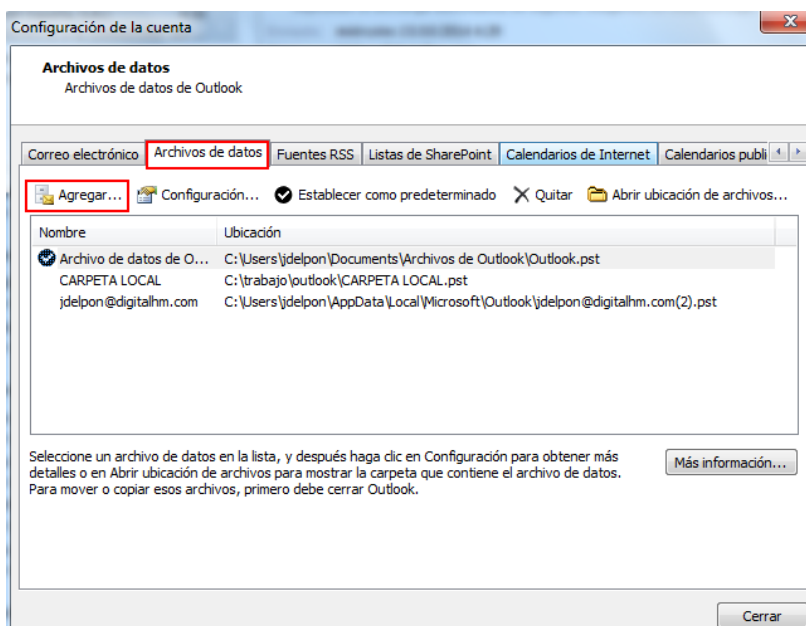 Configuración de la cuenta
Archivos de datos
Archivos de datos de Outlook
Correo electrónico Archivos de datos Fuentes RSS Listas de SharePoint Calendarios de Internet Calendarios publi
Agregar... Configuración... Establecer como predeterminado Quitar Abrir ubicación de archivos...
Nombre Ubicación
Archivo de datos de O... C:\Users\jdelpon\Documents\Archivos de Outlook\Outlook.pst
CARPETA LOCAL C:\trabajo\outlook\CARPETA LOCAL.pst
jdelpon@digitalhm.com C:\Users\jdelpon\AppData\Local\Microsoft\Outlook\jdelpon@digitalhm.com(2).pst
Seleccione un archivo de datos en la lista, y después haga clic en Configuración para obtener más
detalles o en Abrir ubicación de archivos para mostrar la carpeta que contiene el archivo de datos.
Para mover o copiar esos archivos, primero debe cerrar Outlook.
Más información...
Cerrar